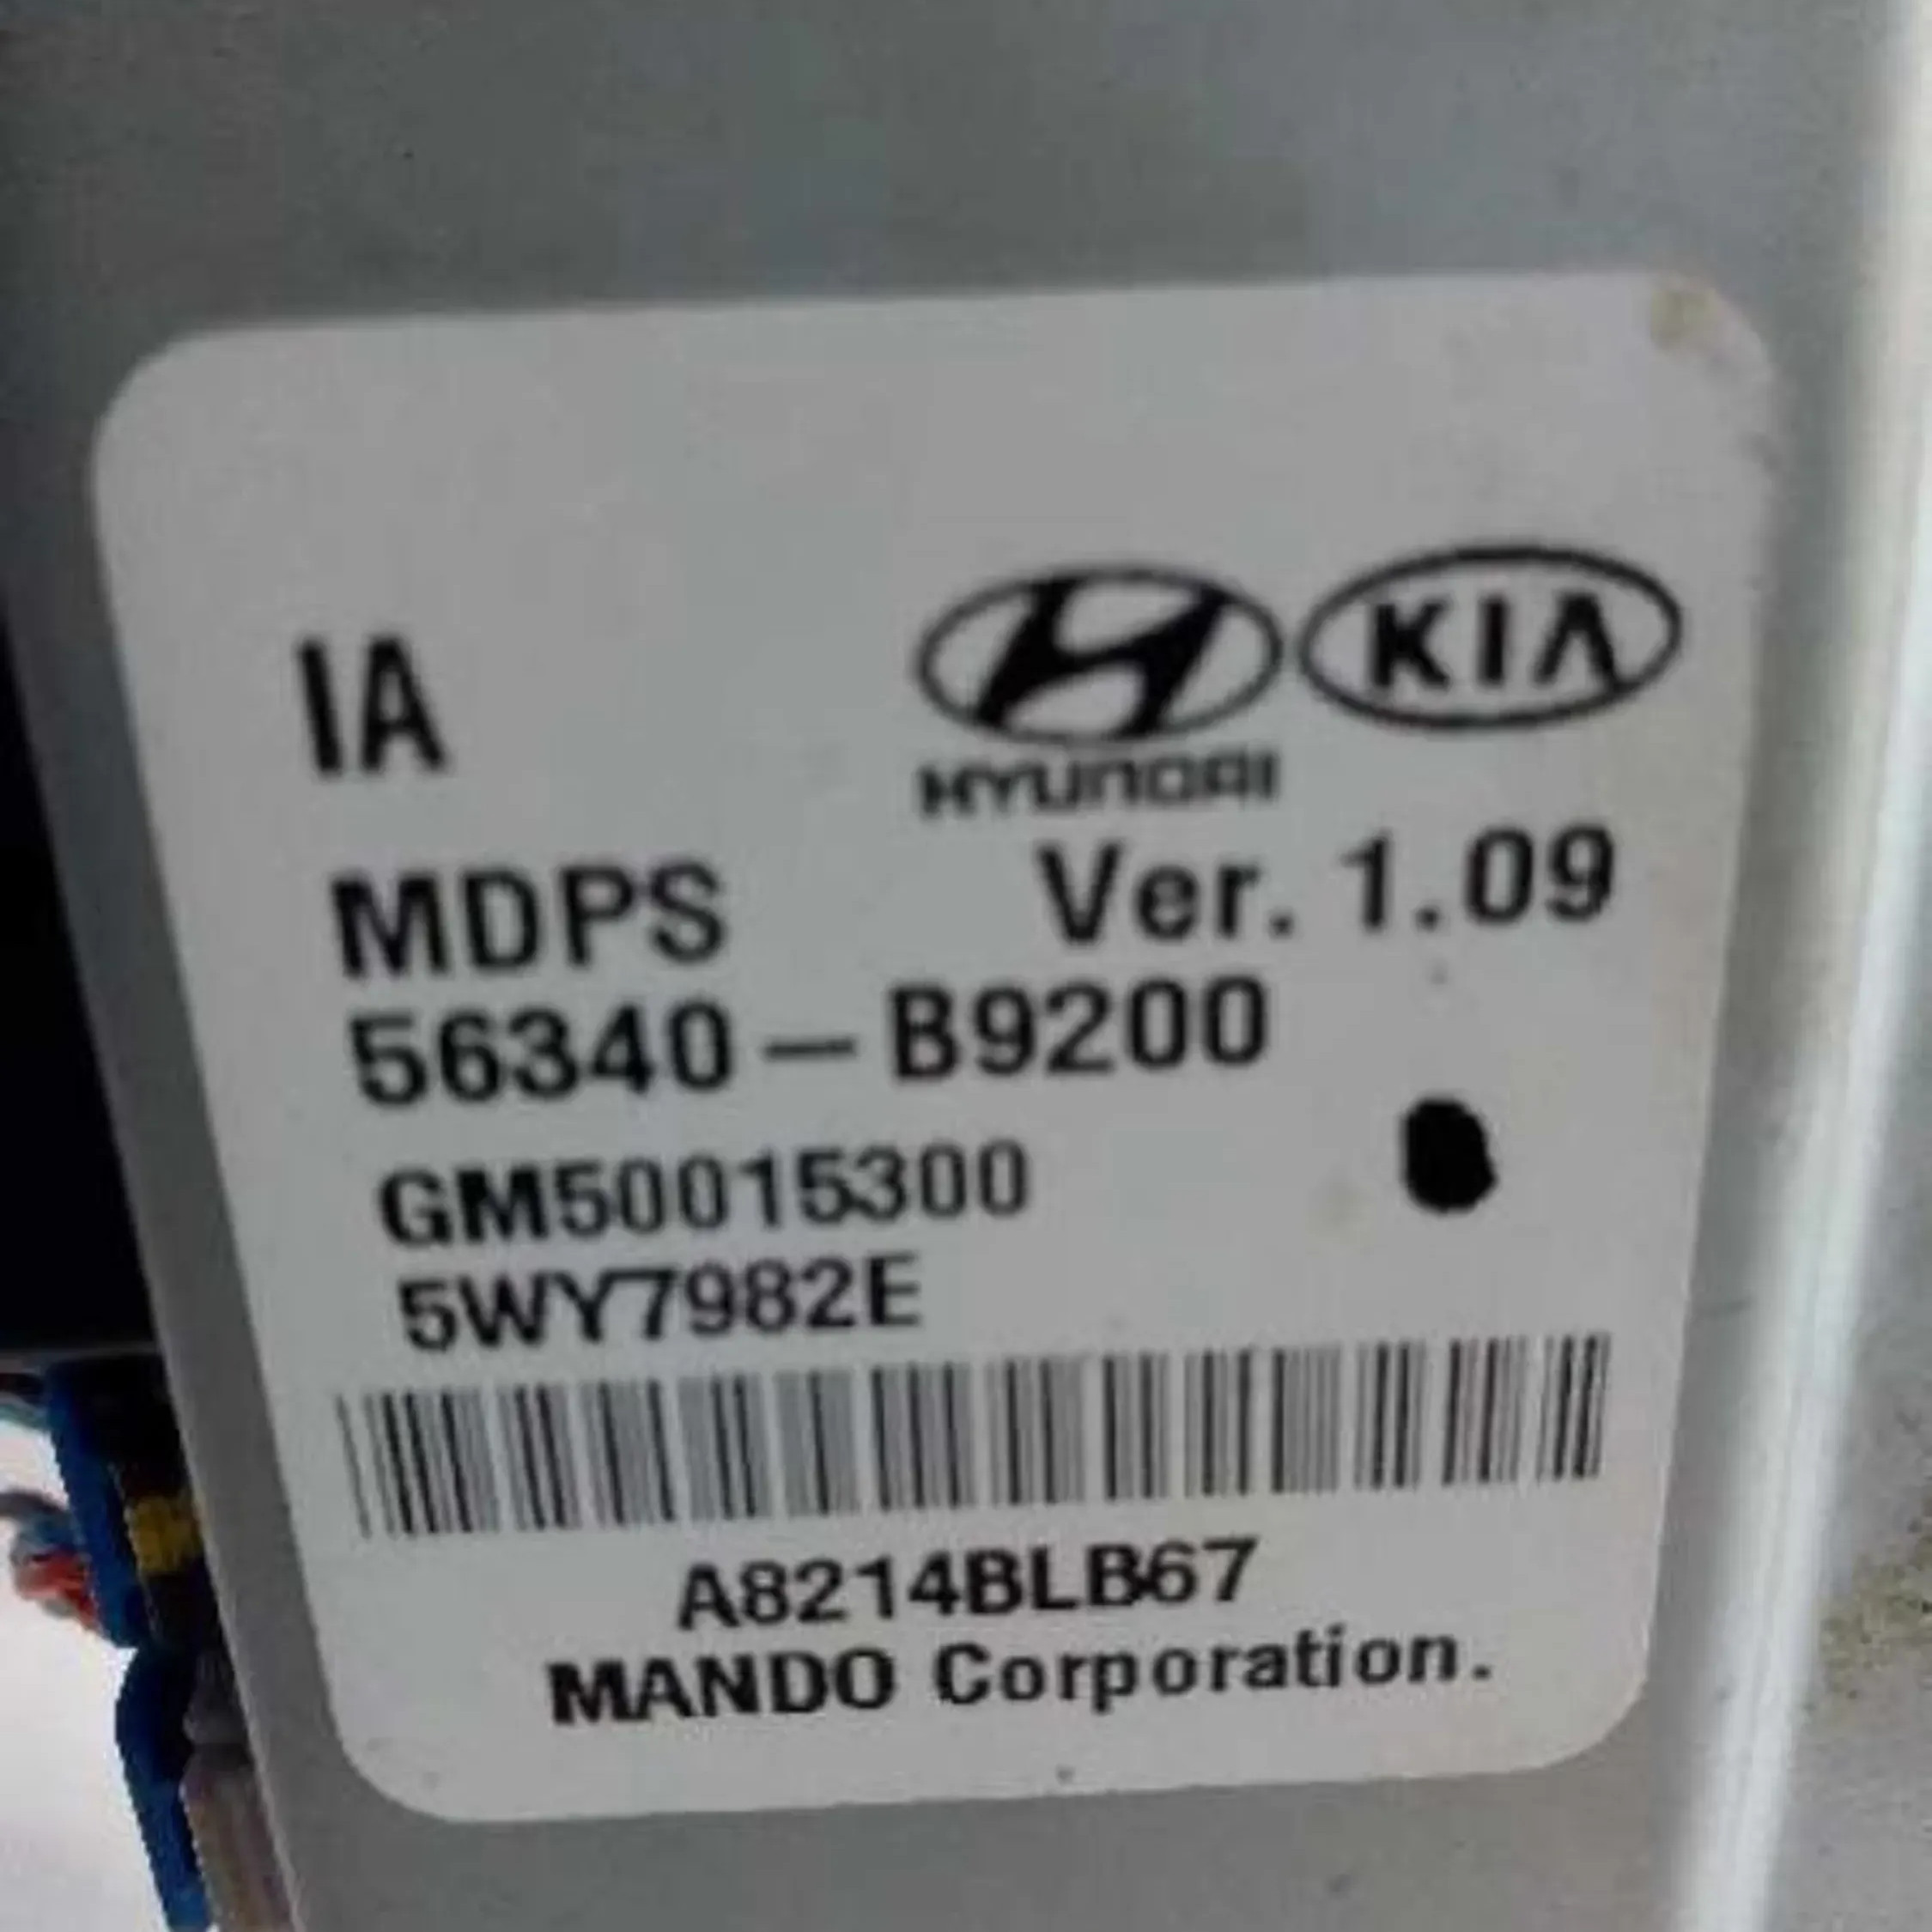 IA
KIA
HYUNDAI
MDPS Ver. 1.09
56340-B9200
GM50015300
5WY7982E
A8214BLB67
MANDO Corporation.